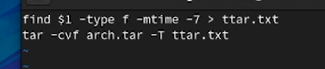 find $1 -type f -mtime -7 > ttar.txt
tar -cvf arch.tar -T ttar.txt
~
~